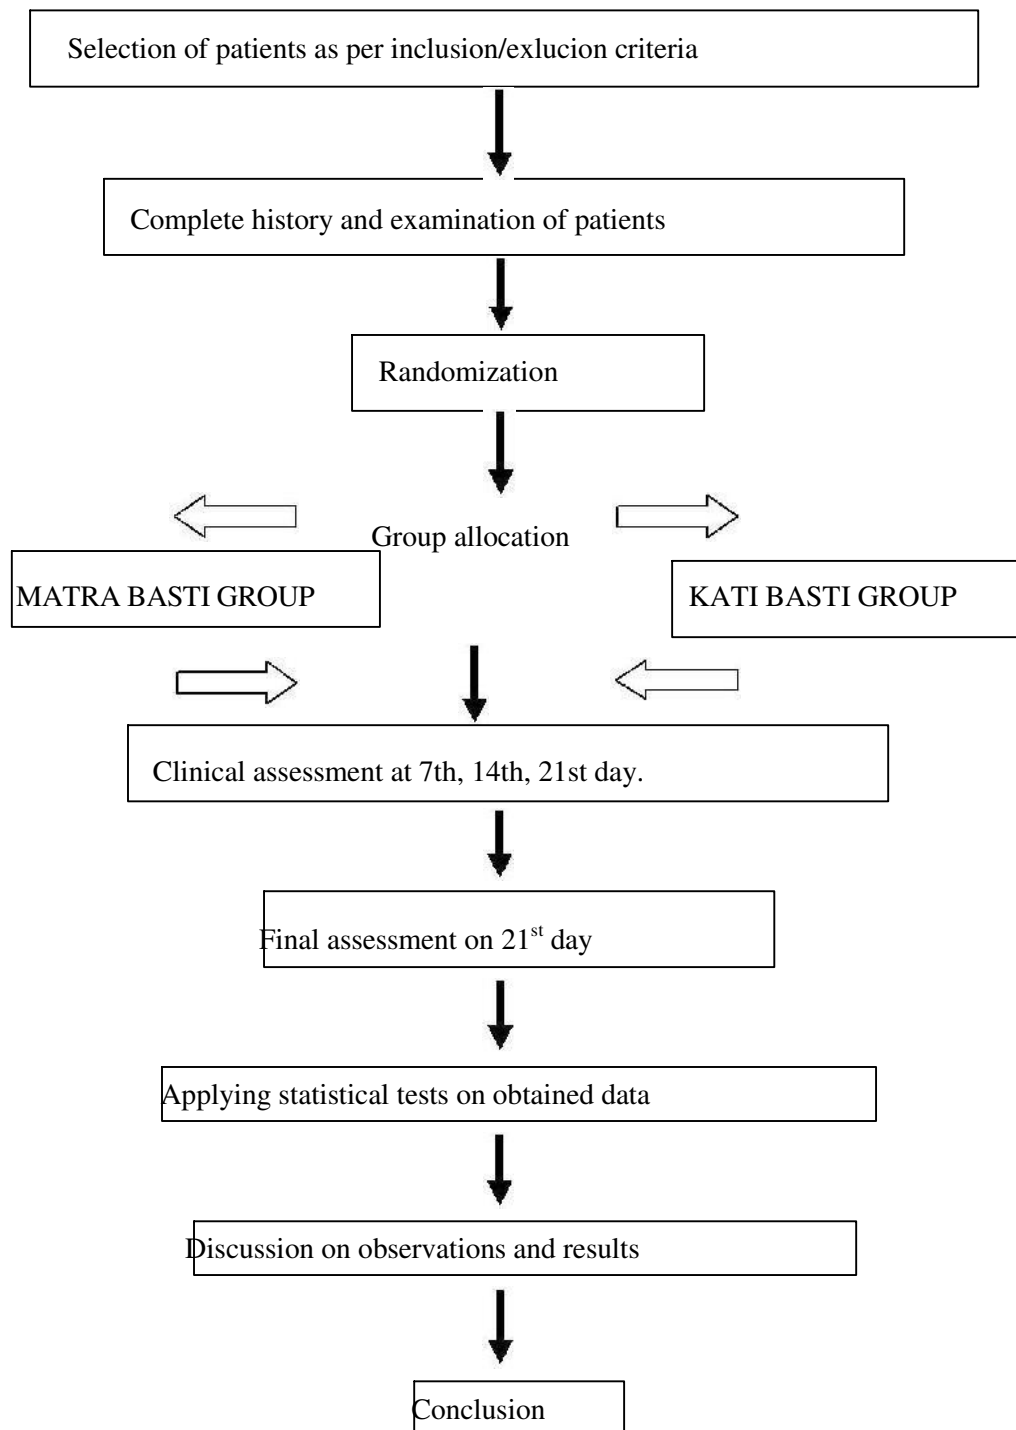 Selection of patients as per inclusion/exlucion criteria
Complete history and examination of patients
Randomization
Group allocation
MATRA BASTI GROUP
KATI BASTI GROUP
Clinical assessment at 7th, 14th, 21st day.
Final assessment on 21st day
Applying statistical tests on obtained data
Discussion on observations and results
Conclusion